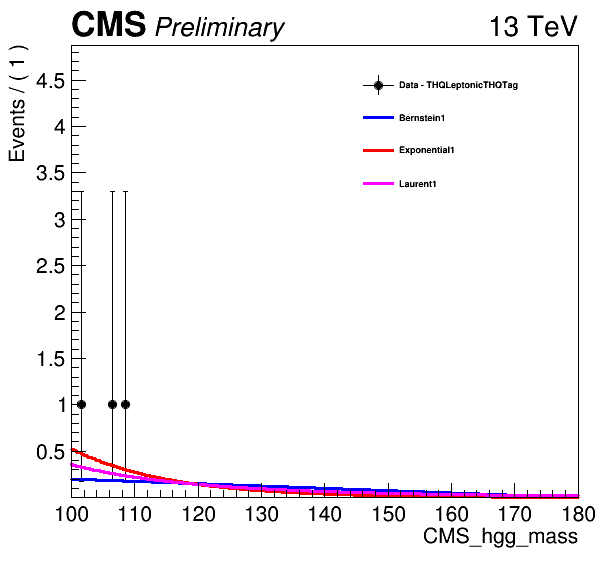 CMS Preliminary 13 TeV
Events / ( 1 )
4.5
4
3.5
3
2.5
2
1.5
1
0.5
Data - THQLeptonicTHQTag
Bernstein1
Exponential1
Laurent1
100 110 120 130 140 150 160 170 180
CMS_hgg_mass